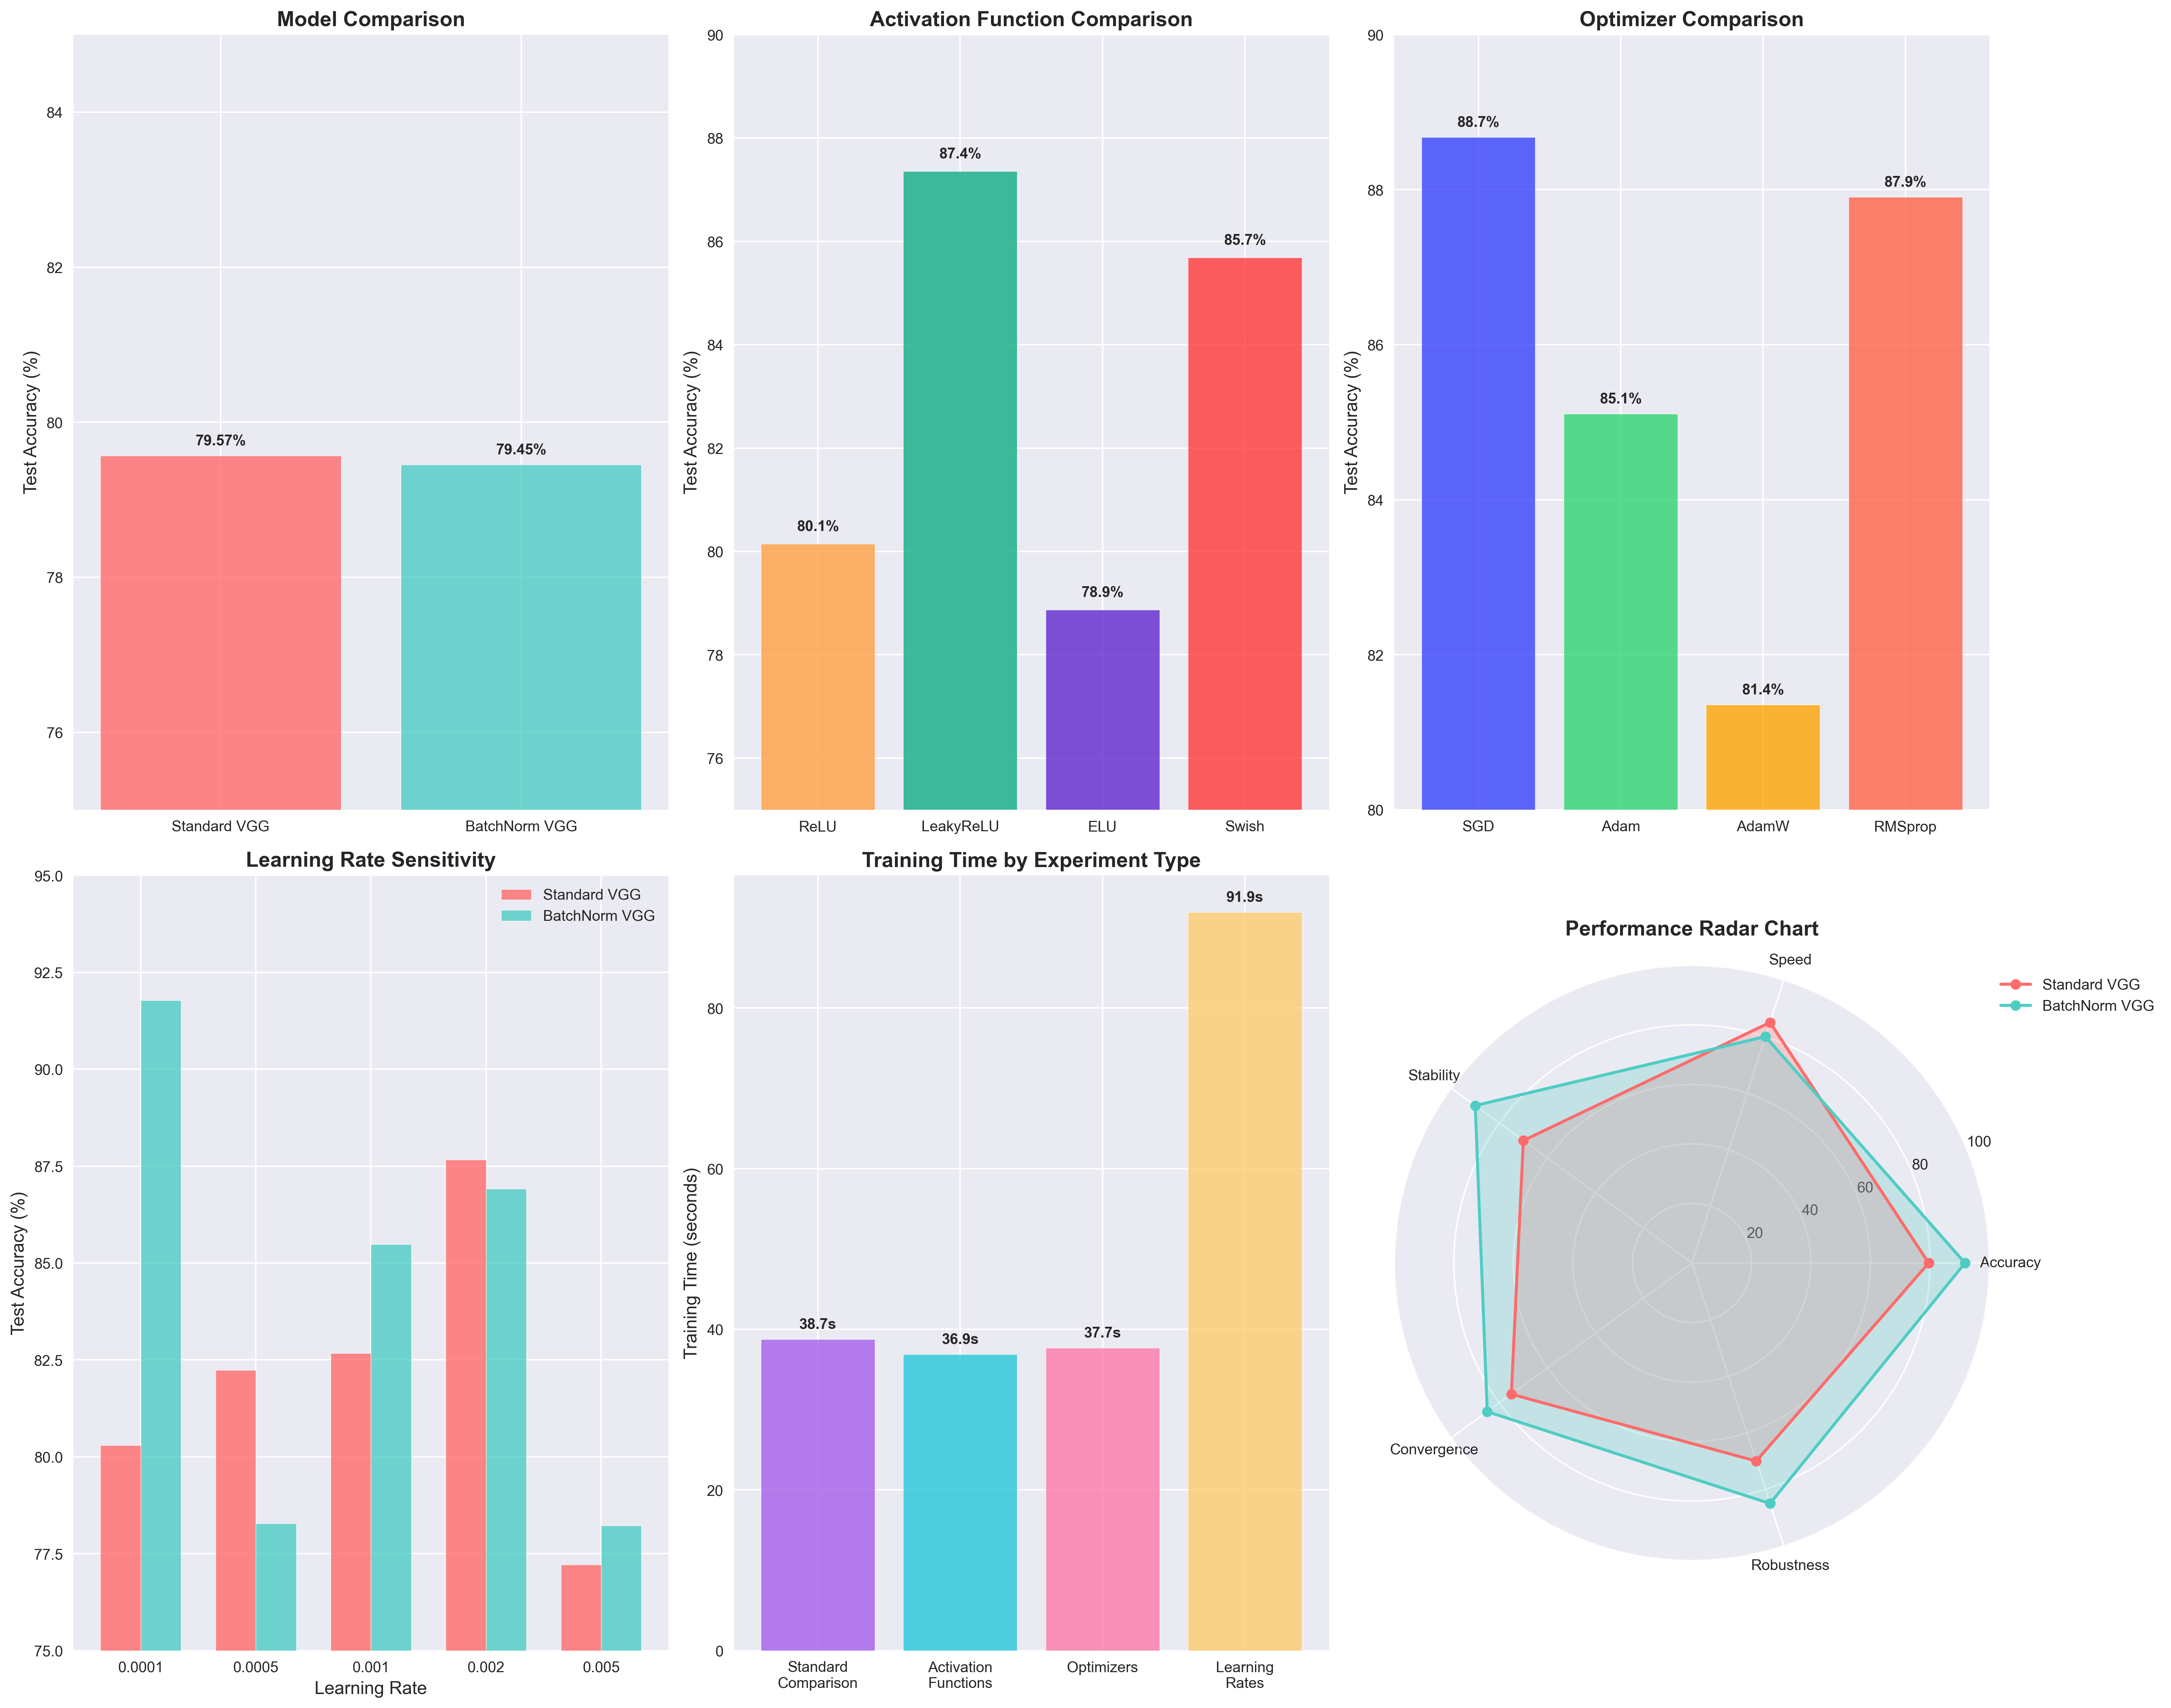 Model Comparison
Test Accuracy (%)
84
82
80
78
76
79.57%
79.45%
Standard VGG
BatchNorm VGG
Activation Function Comparison
Test Accuracy (%)
90
88
86
84
82
80
78
76
80.1%
87.4%
78.9%
85.7%
ReLU
LeakyReLU
ELU
Swish
Optimizer Comparison
Test Accuracy (%)
90
88
86
84
82
80
88.7%
85.1%
81.4%
87.9%
SGD
Adam
AdamW
RMSprop
Learning Rate Sensitivity
Test Accuracy (%)
95.0
92.5
90.0
87.5
85.0
82.5
80.0
77.5
75.0
Standard VGG
BatchNorm VGG
0.0001
0.0005
0.001
0.002
0.005
Learning Rate
Training Time by Experiment Type
Training Time (seconds)
80
60
40
20
0
38.7s
36.9s
37.7s
91.9s
Standard
Comparison
Activation
Functions
Optimizers
Learning
Rates
Performance Radar Chart
Standard VGG
BatchNorm VGG
Speed
Stability
100
80
60
40
20
Accuracy
Convergence
Robustness